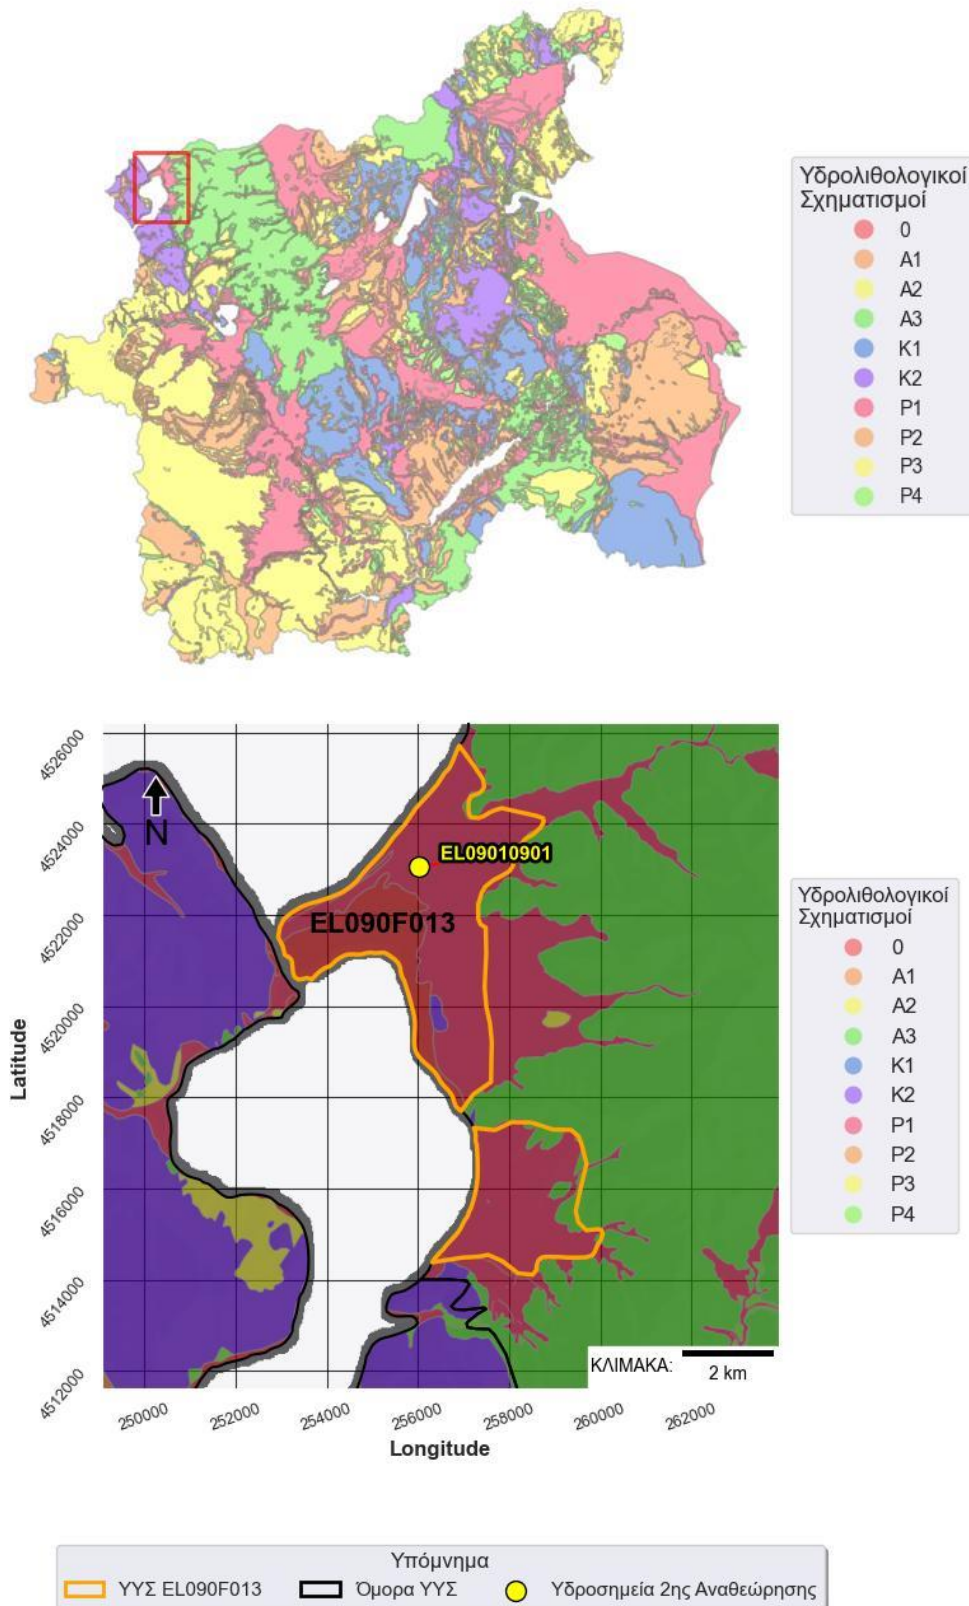 Υδρολιθολογικοί
Σχηματισμοί
0
A1
A2
A3
K1
K2
P1
P2
P3
P4
4526000
4524000
4522000
4520000
4518000
4516000
4514000
4512000
Latitude
N
EL09010901
EL090F013
ΚΛΙΜΑΚΑ:
2 km
250000
252000
254000
256000
258000
260000
262000
Longitude
Υδρολιθολογικοί
Σχηματισμοί
0
A1
A2
A3
K1
K2
P1
P2
P3
P4
Υπόμνημα
ΥΥΣ EL090F013 Όμορα ΥΥΣ Υδροσημεία 2ης Αναθεώρησης